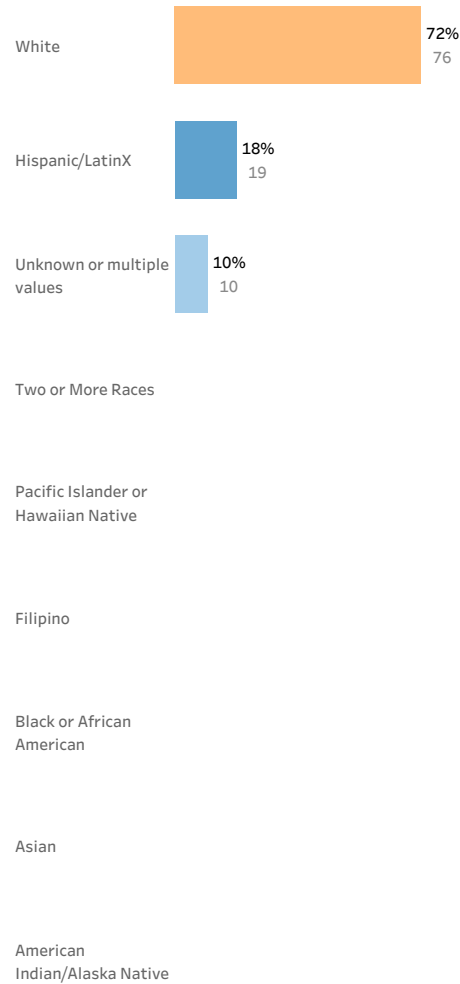 White
72%
76
Hispanic/LatinX
18%
19
Unknown or multiple
values
10%
10
Two or More Races
Pacific Islander or
Hawaiian Native
Filipino
Black or African
American
Asian
American
Indian/Alaska Native